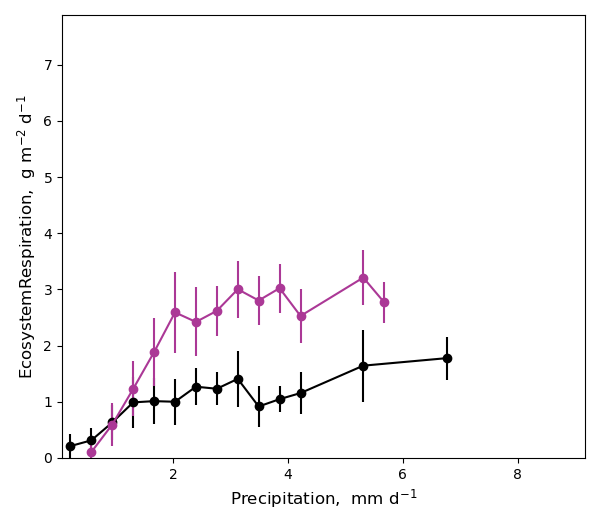 EcosystemRespiration,  g m⁻² d⁻¹
7
6
5
4
3
2
1
0
2 4 6 8
Precipitation,  mm d⁻¹